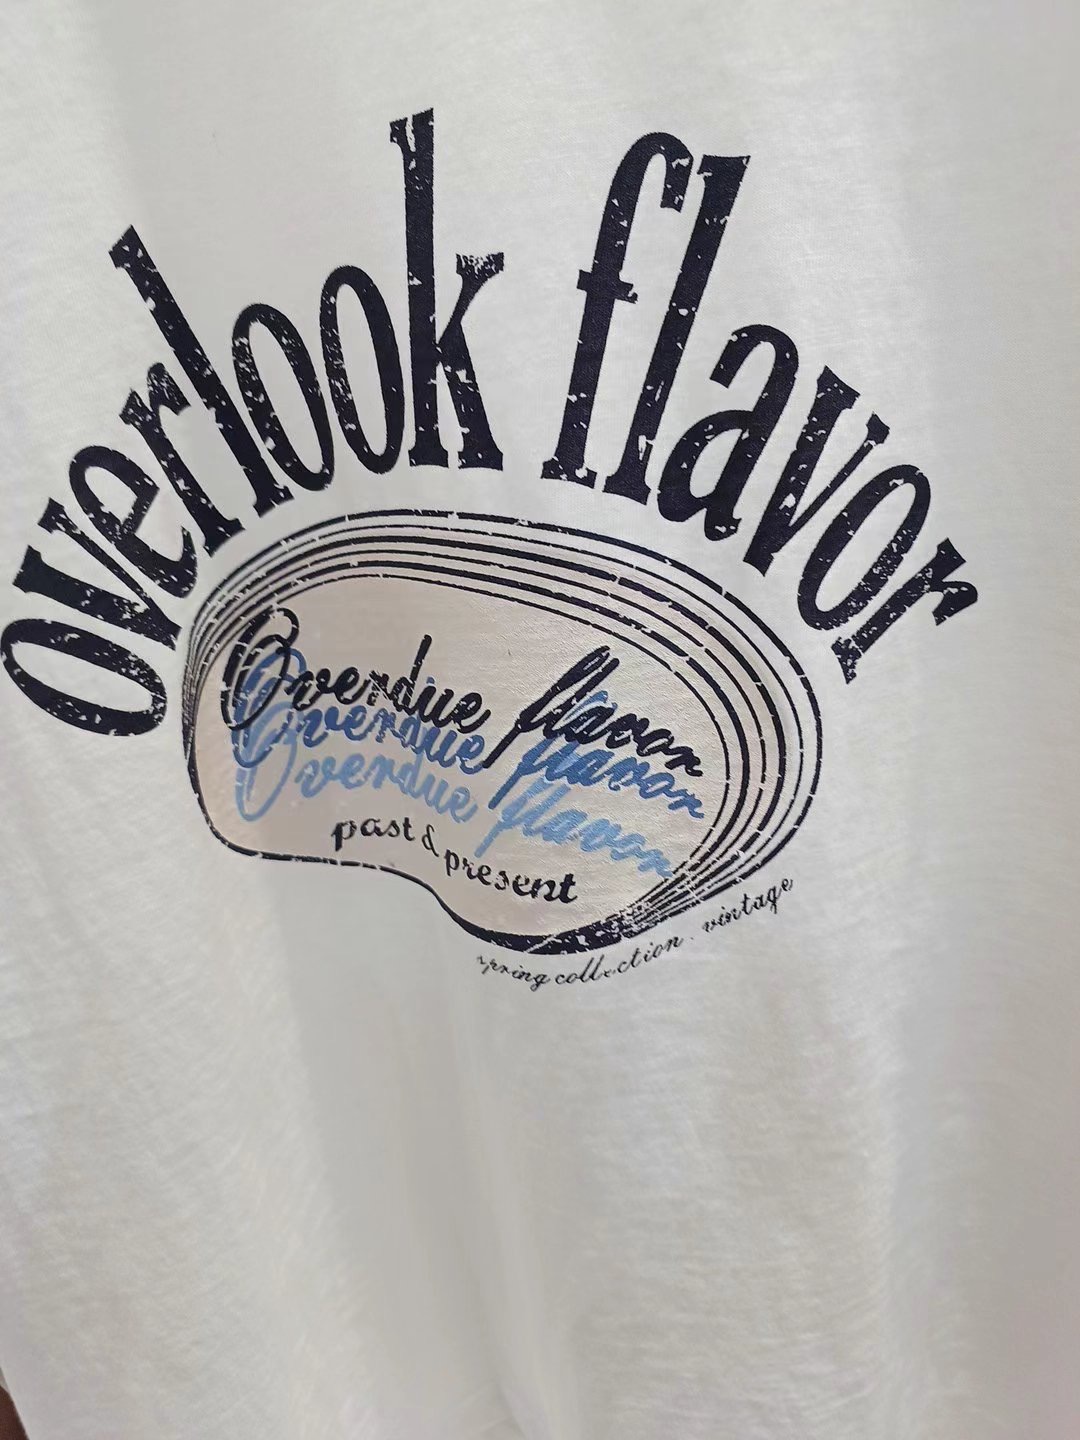 overlook flavor
Overdue flavor
Overdue flavor
Overdue flavor
past & present
spring collection . vintage